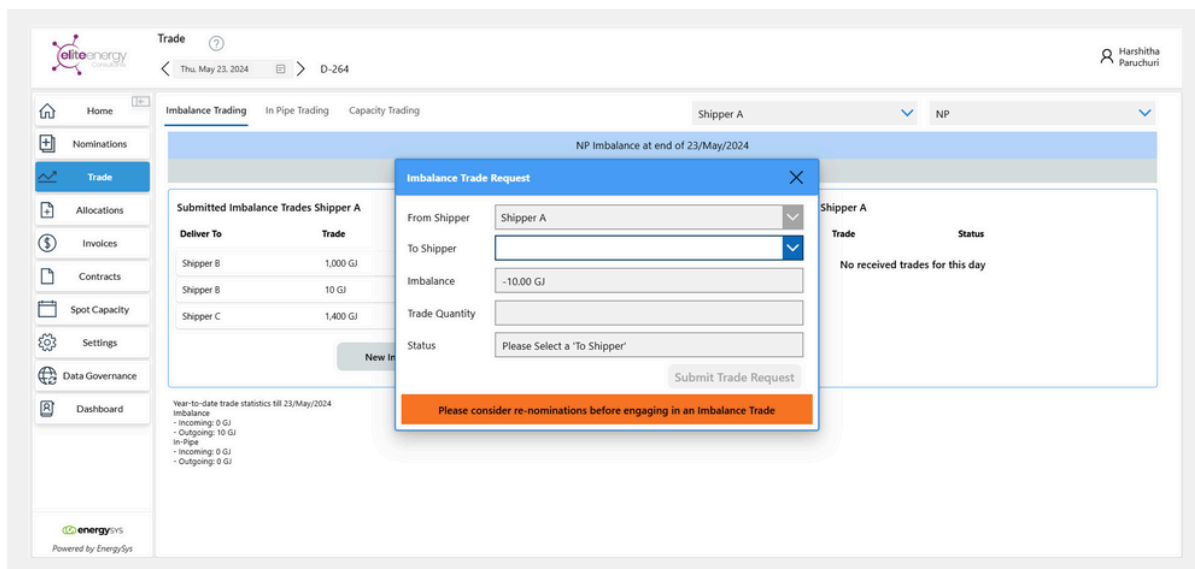 eliteenergy
Consultants
Trade
Thu, May 23, 2024
D-264
Harshitha
Paruchuri
Home
Nominations
Trade
Allocations
Invoices
Contracts
Spot Capacity
Settings
Data Governance
Dashboard
energysys
Powered by EnergySys
Imbalance Trading In Pipe Trading Capacity Trading
Shipper A
NP
NP Imbalance at end of 23/May/2024
Submitted Imbalance Trades Shipper A
Deliver To Trade
Shipper B 1,000 GJ
Shipper B 10 GJ
Shipper C 1,400 GJ
New
Shipper A
Trade Status
No received trades for this day
Imbalance Trade Request
From Shipper Shipper A
To Shipper
Imbalance -10.00 GJ
Trade Quantity
Status Please Select a 'To Shipper'
Submit Trade Request
Please consider re-nominations before engaging in an Imbalance Trade
Year-to-date trade statistics till 23/May/2024
Imbalance
- Incoming: 0 GJ
- Outgoing: 10 GJ
In-Pipe
- Incoming: 0 GJ
- Outgoing: 0 GJ